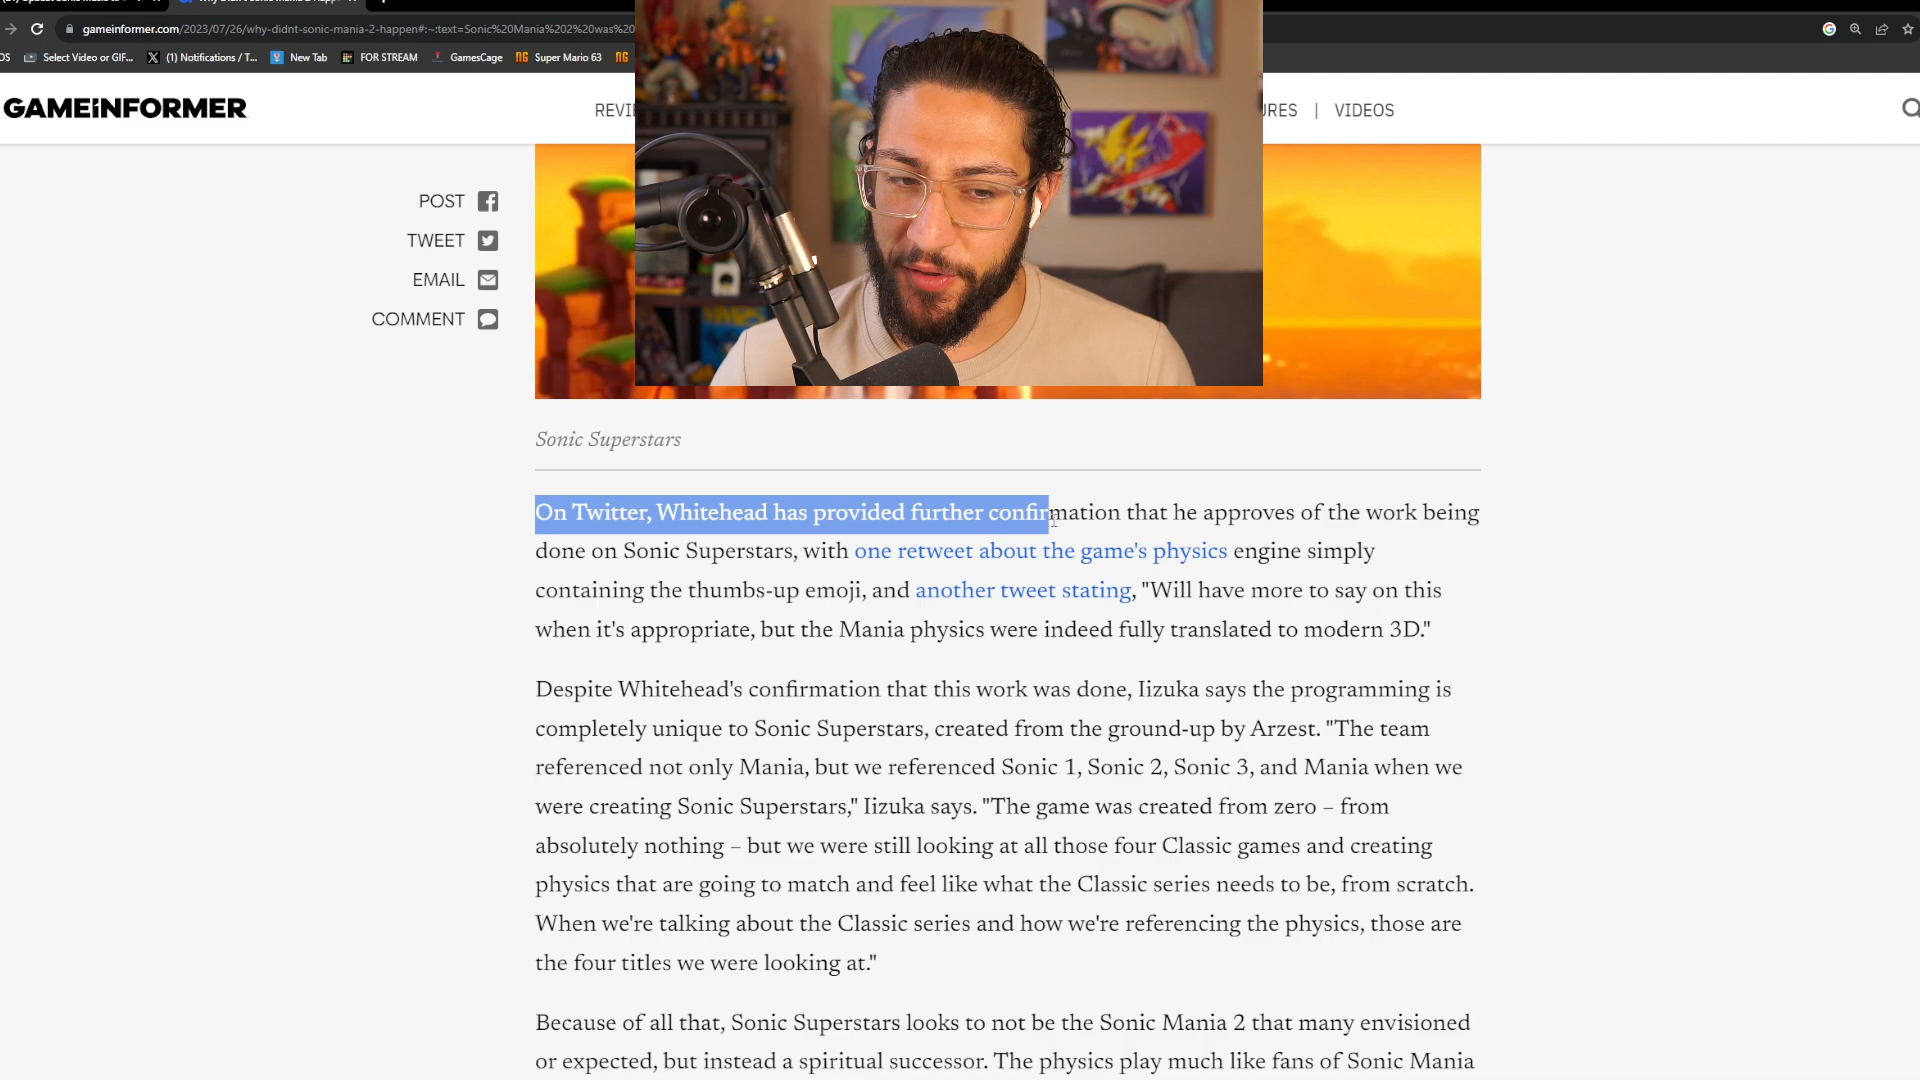 gameinformer.com/2023/07/26/why-didnt-sonic-mania-2-happen#:~:text=Sonic%20Mania%202%20was%20
Select Video or GIF... (1) Notifications / T... New Tab FOR STREAM GamesCage Super Mario 63
GAMEiNFORMER
VIDEOS
POST
TWEET
EMAIL
COMMENT
Sonic Superstars
On Twitter, Whitehead has provided further confirmation that he approves of the work being
done on Sonic Superstars, with one retweet about the game's physics engine simply
containing the thumbs-up emoji, and another tweet stating, "Will have more to say on this
when it's appropriate, but the Mania physics were indeed fully translated to modern 3D."
Despite Whitehead's confirmation that this work was done, Iizuka says the programming is
completely unique to Sonic Superstars, created from the ground-up by Arzest. "The team
referenced not only Mania, but we referenced Sonic 1, Sonic 2, Sonic 3, and Mania when we
were creating Sonic Superstars," Iizuka says. "The game was created from zero – from
absolutely nothing – but we were still looking at all those four Classic games and creating
physics that are going to match and feel like what the Classic series needs to be, from scratch.
When we're talking about the Classic series and how we're referencing the physics, those are
the four titles we were looking at."
Because of all that, Sonic Superstars looks to not be the Sonic Mania 2 that many envisioned
or expected, but instead a spiritual successor. The physics play much like fans of Sonic Mania